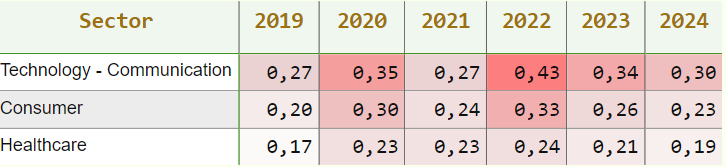 Sector 2019 2020 2021 2022 2023 2024
Technology - Communication 0,27 0,35 0,27 0,43 0,34 0,30
Consumer 0,20 0,30 0,24 0,33 0,26 0,23
Healthcare 0,17 0,23 0,23 0,24 0,21 0,19